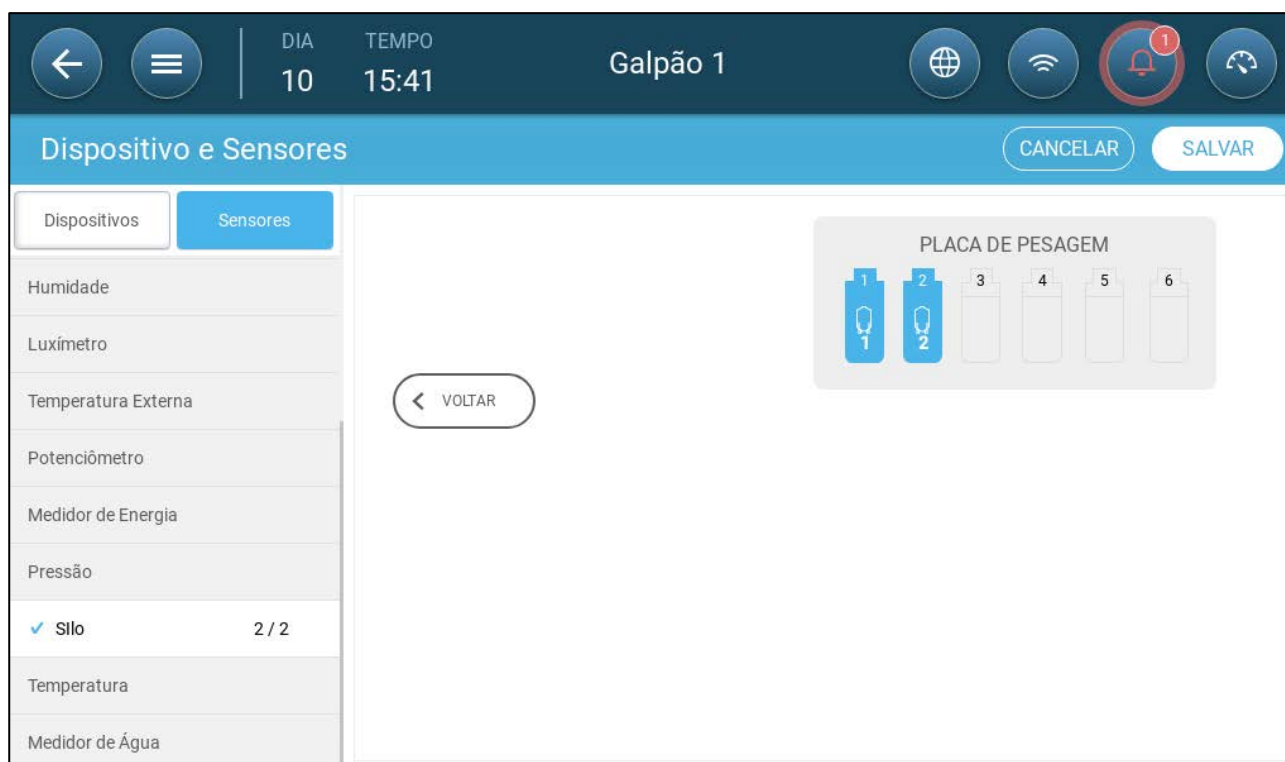 DIA TEMPO
10 15:41
Galpão 1
1
Dispositivo e Sensores
CANCELAR SALVAR
Dispositivos Sensores
Humidade
Luxímetro
Temperatura Externa
Potenciômetro
Medidor de Energia
Pressão
SIlo 2 / 2
Temperatura
Medidor de Água
VOLTAR
PLACA DE PESAGEM
1 2 3 4 5 6
1 2